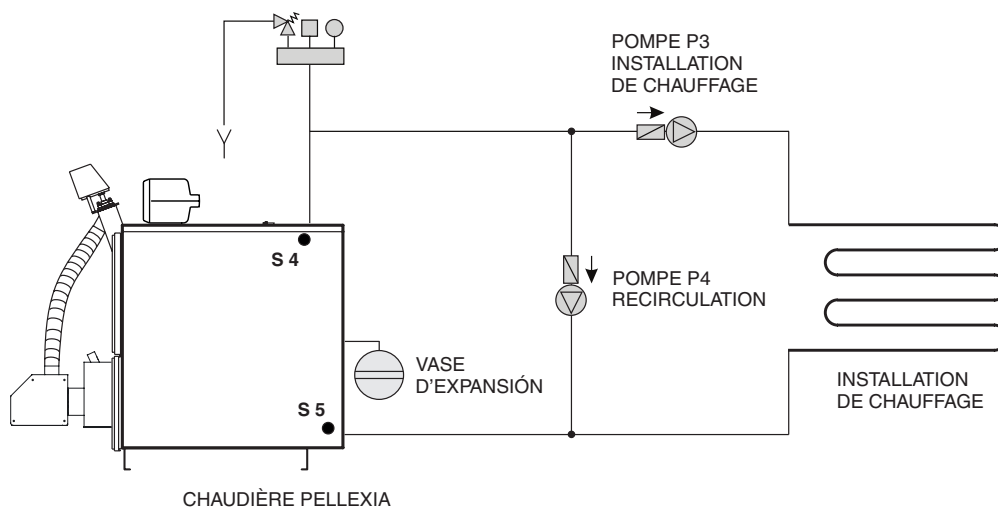 POMPE P3
INSTALLATION
DE CHAUFFAGE
S 4
POMPE P4
RECIRCULATION
VASE
D'EXPANSIÓN
S 5
INSTALLATION
DE CHAUFFAGE
CHAUDIÈRE PELLEXIA